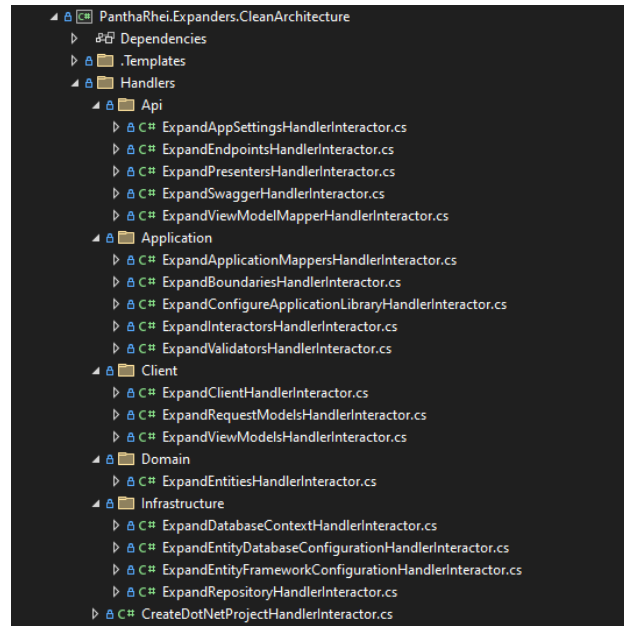 C# PanthaRhei.Expanders.CleanArchitecture
Dependencies
.Templates
Handlers
Api
C# ExpandAppSettingsHandlerInteractor.cs
C# ExpandEndpointsHandlerInteractor.cs
C# ExpandPresentersHandlerInteractor.cs
C# ExpandSwaggerHandlerInteractor.cs
C# ExpandViewModelMapperHandlerInteractor.cs
Application
C# ExpandApplicationMappersHandlerInteractor.cs
C# ExpandBoundariesHandlerInteractor.cs
C# ExpandConfigureApplicationLibraryHandlerInteractor.cs
C# ExpandInteractorsHandlerInteractor.cs
C# ExpandValidatorsHandlerInteractor.cs
Client
C# ExpandClientHandlerInteractor.cs
C# ExpandRequestModelsHandlerInteractor.cs
C# ExpandViewModelsHandlerInteractor.cs
Domain
C# ExpandEntitiesHandlerInteractor.cs
Infrastructure
C# ExpandDatabaseContextHandlerInteractor.cs
C# ExpandEntityDatabaseConfigurationHandlerInteractor.cs
C# ExpandEntityFrameworkConfigurationHandlerInteractor.cs
C# ExpandRepositoryHandlerInteractor.cs
C# CreateDotNetProjectHandlerInteractor.cs